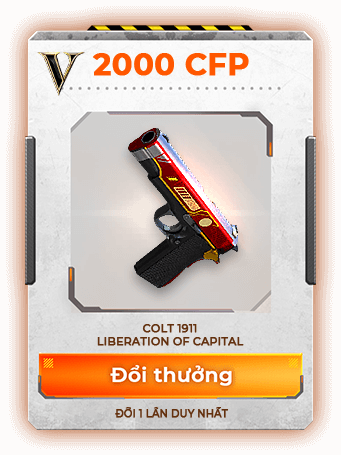 V 2000 CFP
COLT 1911
LIBERATION OF CAPITAL
Đổi thưởng
ĐỔI 1 LẦN DUY NHẤT